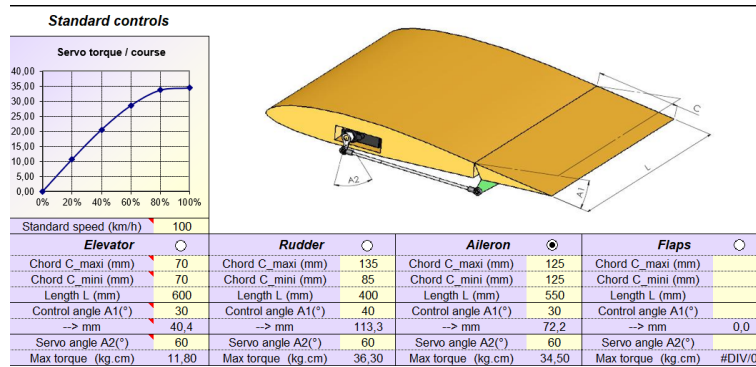 Standard controls
Servo torque / course
40,00
35,00
30,00
25,00
20,00
15,00
10,00
5,00
0,00
0% 20% 40% 60% 80% 100%
C
L
A1
A2
Standard speed (km/h) 100
Elevator Rudder Aileron Flaps
Chord C_maxi (mm) 70 Chord C_maxi (mm) 135 Chord C_maxi (mm) 125 Chord C_maxi (mm)
Chord C_mini (mm) 70 Chord C_mini (mm) 85 Chord C_mini (mm) 125 Chord C_mini (mm)
Length L (mm) 600 Length L (mm) 400 Length L (mm) 550 Length L (mm)
Control angle A1(°) 30 Control angle A1(°) 40 Control angle A1(°) 30 Control angle A1(°)
--> mm 40,4 --> mm 113,3 --> mm 72,2 --> mm 0,0
Servo angle A2(°) 60 Servo angle A2(°) 60 Servo angle A2(°) 60 Servo angle A2(°)
Max torque (kg.cm) 11,80 Max torque (kg.cm) 36,30 Max torque (kg.cm) 34,50 Max torque (kg.cm) #DIV/0